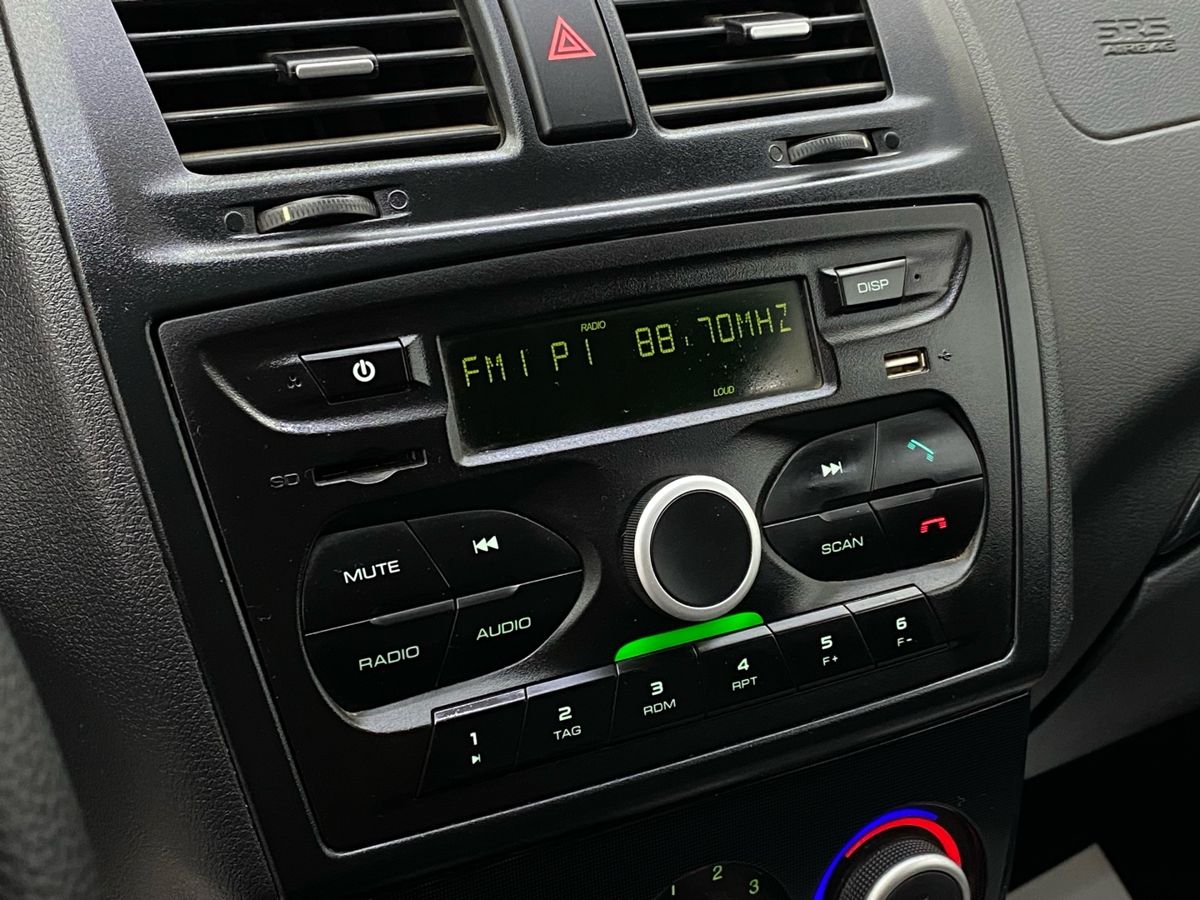 SRS
AIRBAG
DISP
RADIO
FM1 P1 88.70MHZ
LOUD
SD
MUTE
SCAN
RADIO
AUDIO
1
2
TAG
3
RDM
4
RPT
5
F+
6
F-
1 2 3